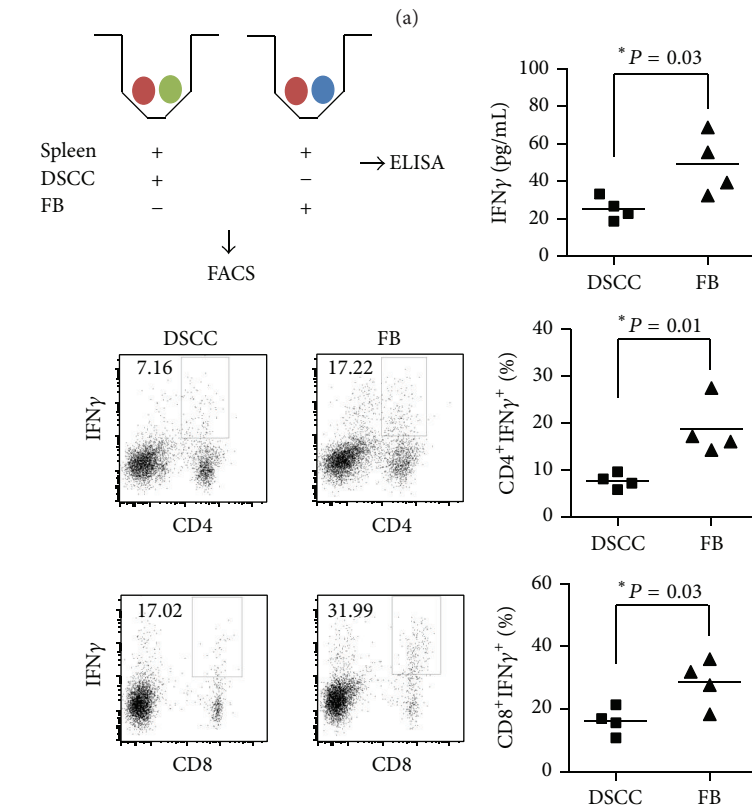 (a)
Spleen + +
DSCC + −
FB − +
→ ELISA
↓
FACS
* P = 0.03
IFNγ (pg/mL)
100
80
60
40
20
0
DSCC FB
DSCC FB
7.16 17.22
IFNγ
CD4 CD4
* P = 0.01
CD4+IFNγ+ (%)
40
30
20
10
0
DSCC FB
17.02 31.99
IFNγ
CD8 CD8
* P = 0.03
CD8+IFNγ+ (%)
60
40
20
0
DSCC FB